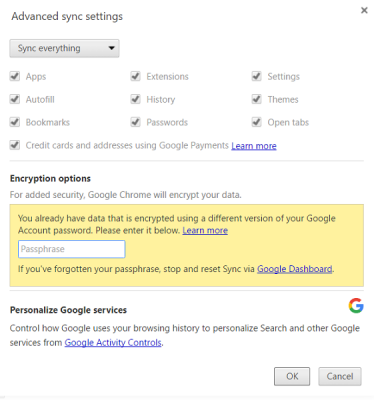 Advanced sync settings
Sync everything
Apps Extensions Settings
Autofill History Themes
Bookmarks Passwords Open tabs
Credit cards and addresses using Google Payments Learn more
Encryption options
For added security, Google Chrome will encrypt your data.
You already have data that is encrypted using a different version of your Google
Account password. Please enter it below. Learn more
Passphrase
If you've forgotten your passphrase, stop and reset Sync via Google Dashboard.
Personalize Google services
Control how Google uses your browsing history to personalize Search and other Google
services from Google Activity Controls.
OK Cancel